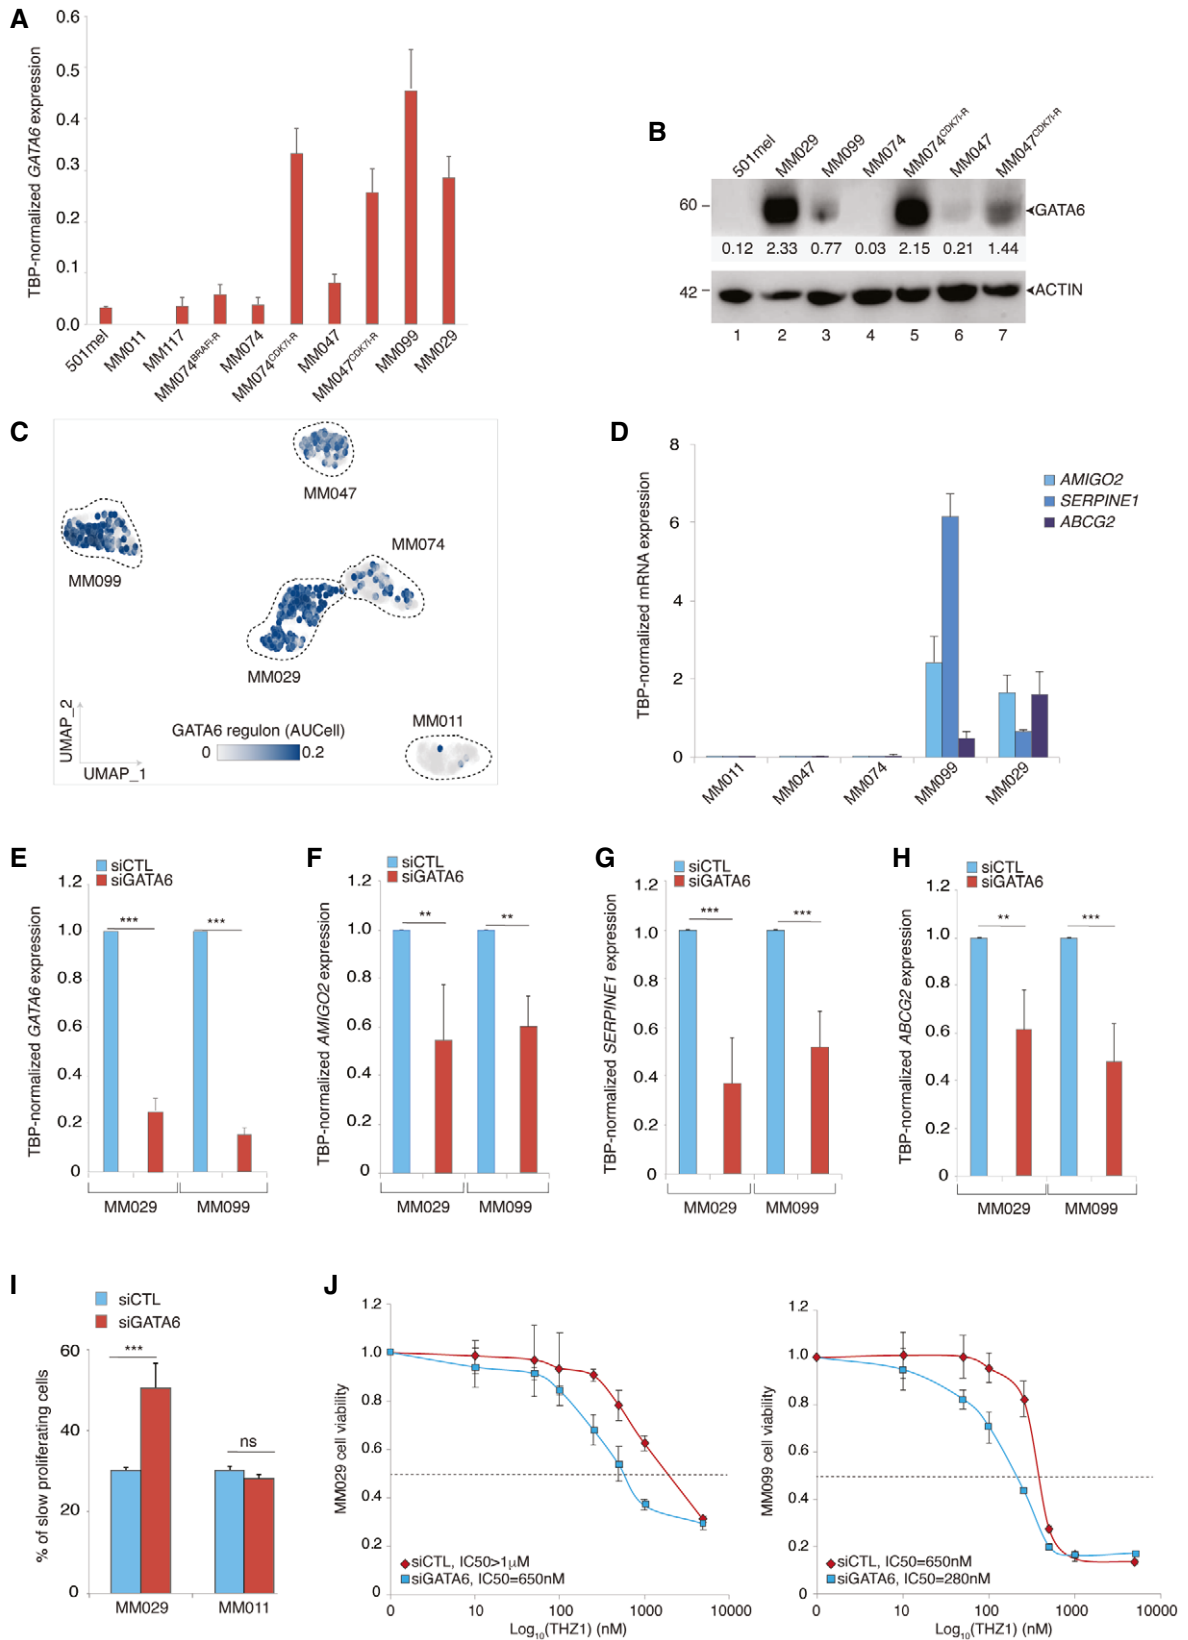 A
0.6
0.5
0.4
0.3
0.2
0.1
0.0
TBP-normalized GATA6 expression
501mel
MM011
MM117
MM074BRAFi-R
MM074
MM074CDK7i-R
MM047
MM047CDK7i-R
MM099
MM029
B
501mel
MM029
MM099
MM074
MM074CDK7i-R
MM047
MM047CDK7i-R
60
GATA6
0.12 2.33 0.77 0.03 2.15 0.21 1.44
42
ACTIN
1 2 3 4 5 6 7
C
MM047
MM099
MM074
MM029
MM011
GATA6 regulon (AUCell)
0 0.2
UMAP_2
UMAP_1
D
8
6
4
2
0
TBP-normalized mRNA expression
AMIGO2
SERPINE1
ABCG2
MM011
MM047
MM074
MM099
MM029
E
siCTL
siGATA6
1.2
1.0
0.8
0.6
0.4
0.2
0
TBP-normalized GATA6 expression
*** ***
MM029 MM099
F
siCTL
siGATA6
1.2
1.0
0.8
0.6
0.4
0.2
0
TBP-normalized AMIGO2 expression
** **
MM029 MM099
G
siCTL
siGATA6
1.2
1.0
0.8
0.6
0.4
0.2
0
TBP-normalized SERPINE1 expression
*** ***
MM029 MM099
H
siCTL
siGATA6
1.2
1.0
0.8
0.6
0.4
0.2
0
TBP-normalized ABCG2 expression
** ***
MM029 MM099
I
siCTL
siGATA6
60
40
20
0
% of slow proliferating cells
***
ns
MM029 MM011
J
1.2
1.0
0.8
0.6
0.4
0.2
0
MM029 cell viability
siCTL, IC50>1μM
siGATA6, IC50=650nM
0 10 100 1000 10000
Log10(THZ1) (nM)
1.2
1.0
0.8
0.6
0.4
0.2
0
MM099 cell viability
siCTL, IC50=650nM
siGATA6, IC50=280nM
0 10 100 1000 10000
Log10(THZ1) (nM)